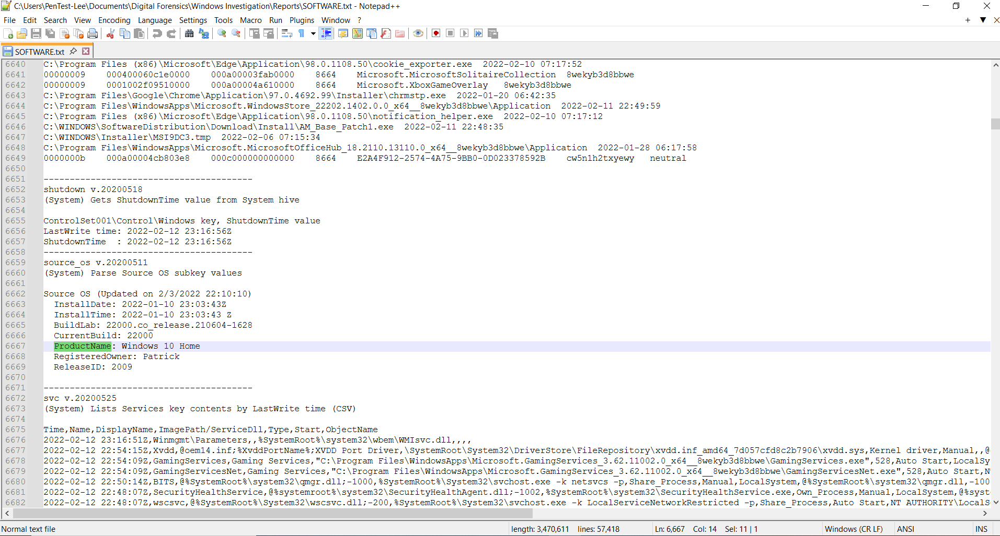 C:\Users\PenTest-Lee\Documents\Digital Forensics\Windows Investigation\Reports\SOFTWARE.txt - Notepad++
File Edit Search View Encoding Language Settings Tools Macro Run Plugins Window ?
SOFTWARE.txt
6640 C:\Program Files (x86)\Microsoft\Edge\Application\98.0.1108.50\cookie_exporter.exe 2022-02-10 07:17:52
6641 00000009 000400060c1e0000 000a00003fab0000 8664 Microsoft.MicrosoftSolitaireCollection 8wekyb3d8bbwe
6642 00000009 0001002f09510000 000a00004a610000 8664 Microsoft.XboxGameOverlay 8wekyb3d8bbwe
6643 C:\Program Files\Google\Chrome\Application\97.0.4692.99\Installer\chrmstp.exe 2022-01-20 06:42:35
6644 C:\Program Files\WindowsApps\Microsoft.WindowsStore_22202.1402.0.0_x64__8wekyb3d8bbwe\Application 2022-02-11 22:49:59
6645 C:\Program Files (x86)\Microsoft\Edge\Application\98.0.1108.50\notification_helper.exe 2022-02-10 07:17:12
6646 C:\WINDOWS\SoftwareDistribution\Download\Install\AM_Base_Patch1.exe 2022-02-11 22:48:35
6647 C:\WINDOWS\Installer\MSI9DC3.tmp 2022-02-06 07:15:34
6648 C:\Program Files\WindowsApps\Microsoft.MicrosoftOfficeHub_18.2110.13110.0_x64__8wekyb3d8bbwe\Application 2022-01-28 06:17:58
6649 0000000b 000a00004cb803e8 000c000000000000 8664 E2A4F912-2574-4A75-9BB0-0D023378592B cw5n1h2txyewy neutral
6650
6651 ----------------------------------------
6652 shutdown v.20200518
6653 (System) Gets ShutdownTime value from System hive
6654
6655 ControlSet001\Control\Windows key, ShutdownTime value
6656 LastWrite time: 2022-02-12 23:16:56Z
6657 ShutdownTime : 2022-02-12 23:16:56Z
6658 ----------------------------------------
6659 source_os v.20200511
6660 (System) Parse Source OS subkey values
6661
6662 Source OS (Updated on 2/3/2022 22:10:10)
6663 InstallDate: 2022-01-10 23:03:43Z
6664 InstallTime: 2022-01-10 23:03:43 Z
6665 BuildLab: 22000.co_release.210604-1628
6666 CurrentBuild: 22000
6667 ProductName: Windows 10 Home
6668 RegisteredOwner: Patrick
6669 ReleaseID: 2009
6670
6671 ----------------------------------------
6672 svc v.20200525
6673 (System) Lists Services key contents by LastWrite time (CSV)
6674
6675 Time,Name,DisplayName,ImagePath/ServiceDll,Type,Start,ObjectName
6676 2022-02-12 23:16:51Z,Winmgmt\Parameters,,%SystemRoot%\system32\wbem\WMIsvc.dll,,,,
6677 2022-02-12 22:54:15Z,Xvdd,@oem14.inf;%XvddPortName%;XVDD Port Driver,\SystemRoot\System32\DriverStore\FileRepository\xvdd.inf_amd64_7d057cfd8c2b7906\xvdd.sys,Kernel driver,Manual,,@
6678 2022-02-12 22:54:09Z,GamingServices,Gaming Services,"C:\Program Files\WindowsApps\Microsoft.GamingServices_3.62.11002.0_x64__8wekyb3d8bbwe\GamingServices.exe",528,Auto Start,LocalSy
6679 2022-02-12 22:54:09Z,GamingServicesNet,Gaming Services,"C:\Program Files\WindowsApps\Microsoft.GamingServices_3.62.11002.0_x64__8wekyb3d8bbwe\GamingServicesNet.exe",528,Auto Start,N
6680 2022-02-12 22:50:14Z,BITS,@%SystemRoot%\system32\qmgr.dll;-1000,%SystemRoot%\System32\svchost.exe -k netsvcs -p,Share_Process,Manual,LocalSystem,@%SystemRoot%\system32\qmgr.dll,-100
6681 2022-02-12 22:48:07Z,SecurityHealthService,@%systemroot%\system32\SecurityHealthAgent.dll;-1002,%SystemRoot%\system32\SecurityHealthService.exe,Own_Process,Manual,LocalSystem,@%syst
6682 2022-02-12 22:48:07Z,wscsvc,@%SystemRoot%\System32\wscsvc.dll;-200,%SystemRoot%\System32\svchost.exe -k LocalServiceNetworkRestricted -p,Share_Process,Auto Start,NT AUTHORITY\LocalS
Normal text file length: 3,470,611 lines: 57,418 Ln: 6,667 Col: 14 Sel: 11 | 1 Windows (CR LF) ANSI INS